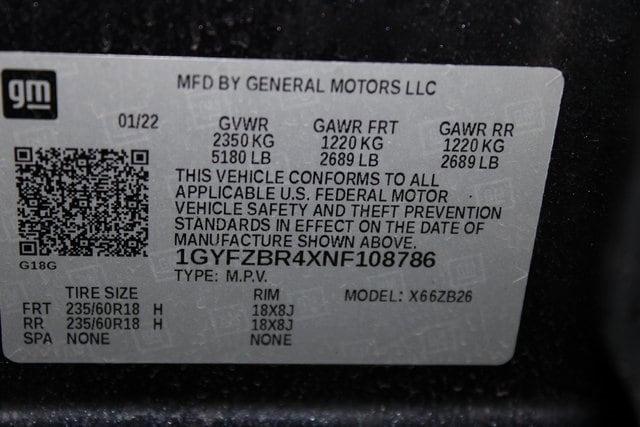 gm
MFD BY GENERAL MOTORS LLC
01/22 GVWR GAWR FRT GAWR RR
2350 KG 1220 KG 1220 KG
5180 LB 2689 LB 2689 LB
THIS VEHICLE CONFORMS TO ALL
APPLICABLE U.S. FEDERAL MOTOR
VEHICLE SAFETY AND THEFT PREVENTION
STANDARDS IN EFFECT ON THE DATE OF
MANUFACTURE SHOWN ABOVE.
1GYFZBR4XNF108786
G18G
TYPE: M.P.V.
TIRE SIZE RIM MODEL: X66ZB26
FRT 235/60R18 H 18X8J
RR 235/60R18 H 18X8J
SPA NONE NONE